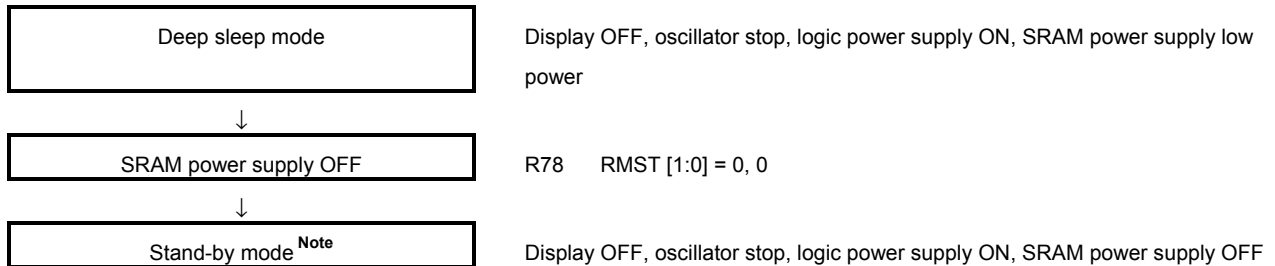 Deep sleep mode
Display OFF, oscillator stop, logic power supply ON, SRAM power supply low
power
↓
SRAM power supply OFF
R78 RMST [1:0] = 0, 0
↓
Stand-by mode Note
Display OFF, oscillator stop, logic power supply ON, SRAM power supply OFF